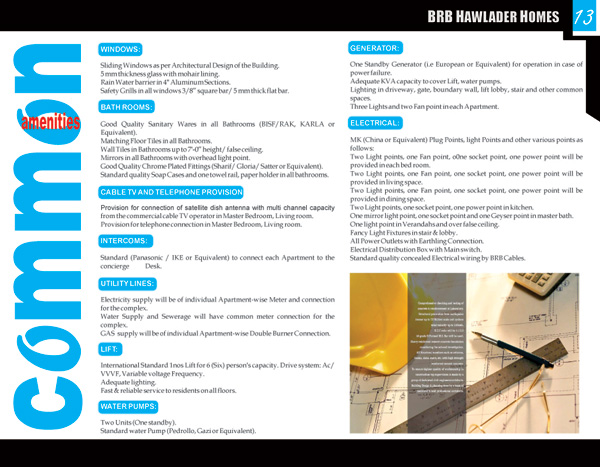 BRB HAWLADER HOMES
13
common
amenities
WINDOWS:
Sliding Windows as per Architectural Design of the Building.
5 mm thickness glass with mohair lining.
Rain Water barrier in 4" Aluminum Sections.
Safety Grills in all windows 3/8" square bar/ 5 mm thick flat bar.
BATH ROOMS:
Good Quality Sanitary Wares in all Bathrooms (BISF/RAK, KARLA or
Equivalent).
Matching Floor Tiles in all Bathrooms.
Wall Tiles in Bathrooms up to 7'-0" height/ false ceiling.
Mirrors in all Bathrooms with overhead light point.
Good Quality Chrome Plated Fittings (Sharif/ Gloria/ Satter or Equivalent).
Standard quality Soap Cases and one towel rail, paper holder in all bathrooms.
CABLE TV AND TELEPHONE PROVISION
Provision for connection of satellite dish antenna with multi channel capacity
from the commercial cable TV operator in Master Bedroom, Living room.
Provision for telephone connection in Master Bedroom, Living room.
INTERCOMS:
Standard (Panasonic / IKE or Equivalent) to connect each Apartment to the
concierge Desk.
UTILITY LINES:
Electricity supply will be of individual Apartment-wise Meter and connection
for the complex.
Water Supply and Sewerage will have common meter connection for the
complex.
GAS supply will be of individual Apartment-wise Double Burner Connection.
LIFT:
International Standard 1nos Lift for 6 (Six) person's capacity. Drive system: Ac/
VVVF, Variable voltage Frequency.
Adequate lighting.
Fast & reliable service to residents on all floors.
WATER PUMPS:
Two Units (One standby).
Standard water Pump (Pedrollo, Gazi or Equivalent).
GENERATOR:
One Standby Generator (i.e European or Equivalent) for operation in case of
power failure.
Adequate KVA capacity to cover Lift, water pumps.
Lighting in driveway, gate, boundary wall, lift lobby, stair and other common
spaces.
Three Lights and two Fan point in each Apartment.
ELECTRICAL:
MK (China or Equivalent) Plug Points, light Points and other various points as
follows:
Two Light points, one Fan point, o0ne socket point, one power point will be
provided in each bed room.
Two Light points, one Fan point, one socket point, one power point will be
provided in living space.
Two Light points, one Fan point, one socket point, one power point will be
provided in dining space.
Two Light points, one socket point, one power point in kitchen.
One mirror light point, one socket point and one Geyser point in master bath.
One light point in Verandahs and over false ceiling.
Fancy Light Fixtures in stair & lobby.
All Power Outlets with Earthling Connection.
Electrical Distribution Box with Main switch.
Standard quality concealed Electrical wiring by BRB Cables.